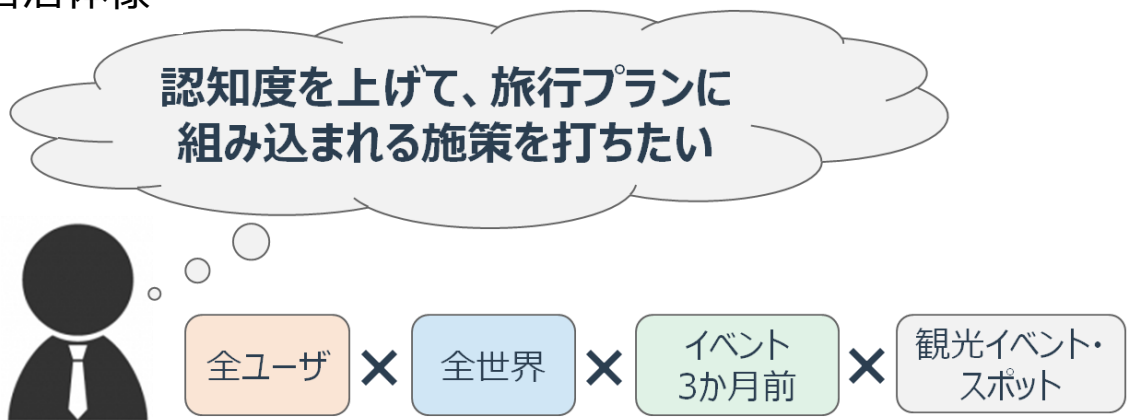 認知度を上げて、旅行プランに
組み込まれる施策を打ちたい
全ユーザ × 全世界 × イベント
3か月前 × 観光イベント・
スポット